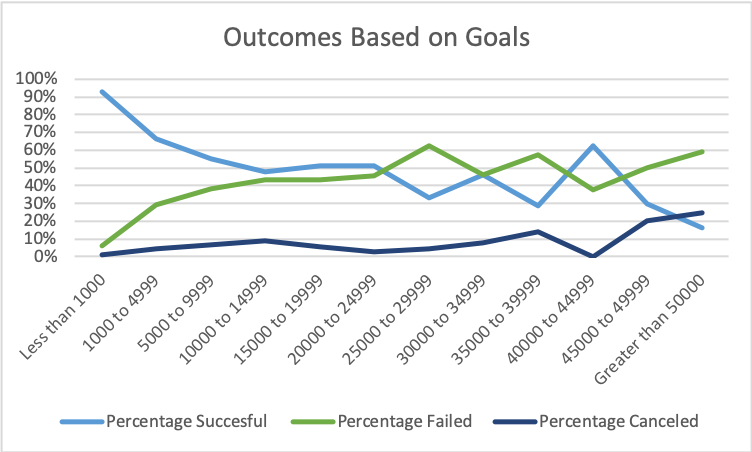 Outcomes Based on Goals
100%
90%
80%
70%
60%
50%
40%
30%
20%
10%
0%
Less than 1000
1000 to 4999
5000 to 9999
10000 to 14999
15000 to 19999
20000 to 24999
25000 to 29999
30000 to 34999
35000 to 39999
40000 to 44999
45000 to 49999
Greater than 50000
Percentage Succesful Percentage Failed Percentage Canceled